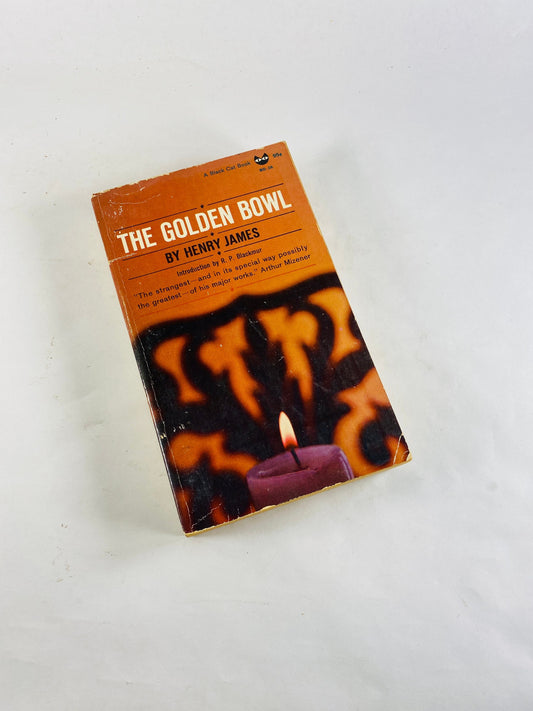 A Black Cat Book 95¢
THE GOLDEN BOWL
BY HENRY JAMES
Introduction by R. P. Blackmur
"The strangest—and in its special way possibly
the greatest—of his major works." Arthur Mizener